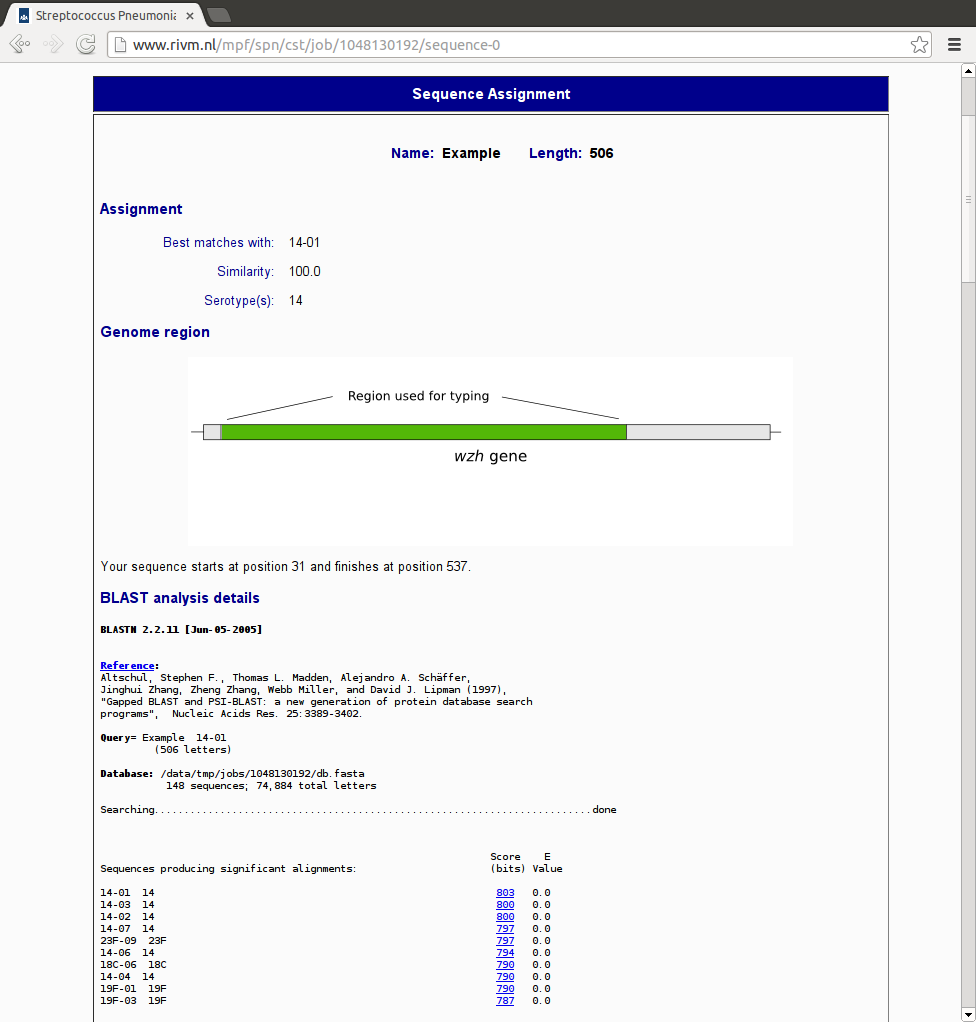 Streptococcus Pneumonia
www.rivm.nl/mpf/spn/cst/job/1048130192/sequence-0
Sequence Assignment
Name: Example Length: 506
Assignment
Best matches with: 14-01
Similarity: 100.0
Serotype(s): 14
Genome region
Region used for typing
wzh gene
Your sequence starts at position 31 and finishes at position 537.
BLAST analysis details
BLASTN 2.2.11 [Jun-05-2005]
Reference:
Altschul, Stephen F., Thomas L. Madden, Alejandro A. Schäffer,
Jinghui Zhang, Zheng Zhang, Webb Miller, and David J. Lipman (1997),
"Gapped BLAST and PSI-BLAST: a new generation of protein database search
programs", Nucleic Acids Res. 25:3389-3402.
Query= Example 14-01
(506 letters)
Database: /data/tmp/jobs/1048130192/db.fasta
148 sequences; 74,884 total letters
Searching.........................................................................done
Score E
Sequences producing significant alignments: (bits) Value
14-01 14 803 0.0
14-03 14 800 0.0
14-02 14 800 0.0
14-07 14 797 0.0
23F-09 23F 797 0.0
14-06 14 794 0.0
18C-06 18C 790 0.0
14-04 14 790 0.0
19F-01 19F 790 0.0
19F-03 19F 787 0.0